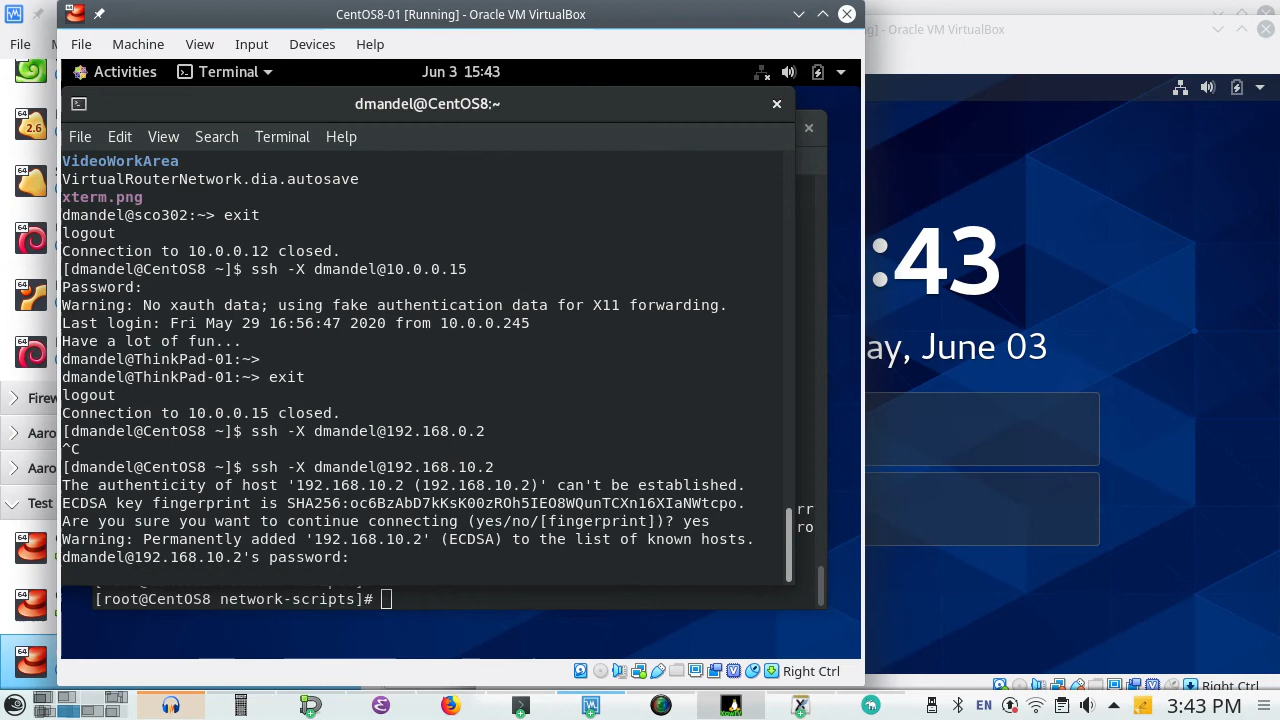 CentOS8-01 [Running] - Oracle VM VirtualBox
g] - Oracle VM VirtualBox
File
File Machine View Input Devices Help
Activities Terminal Jun 3 15:43
dmandel@CentOS8:~
File Edit View Search Terminal Help
VideoWorkArea
VirtualRouterNetwork.dia.autosave
xterm.png
dmandel@sco302:~> exit
logout
Connection to 10.0.0.12 closed.
[dmandel@CentOS8 ~]$ ssh -X dmandel@10.0.0.15
Password:
Warning: No xauth data; using fake authentication data for X11 forwarding.
Last login: Fri May 29 16:56:47 2020 from 10.0.0.245
Have a lot of fun...
dmandel@ThinkPad-01:~>
dmandel@ThinkPad-01:~> exit
logout
Connection to 10.0.0.15 closed.
[dmandel@CentOS8 ~]$ ssh -X dmandel@192.168.0.2
^C
[dmandel@CentOS8 ~]$ ssh -X dmandel@192.168.10.2
The authenticity of host '192.168.10.2 (192.168.10.2)' can't be established.
ECDSA key fingerprint is SHA256:oc6BzAbD7kKsK00zROh5IEO8WQunTCXn16XIaNWtcpo.
Are you sure you want to continue connecting (yes/no/[fingerprint])? yes
Warning: Permanently added '192.168.10.2' (ECDSA) to the list of known hosts.
dmandel@192.168.10.2's password:
rr
ro
[root@CentOS8 network-scripts]#
:43
ay, June 03
64
2.6
64
64
64
64
Firew
Aaro
Aaro
Test
64
64
64
Right Ctrl
Right Ctrl
EN 3:43 PM